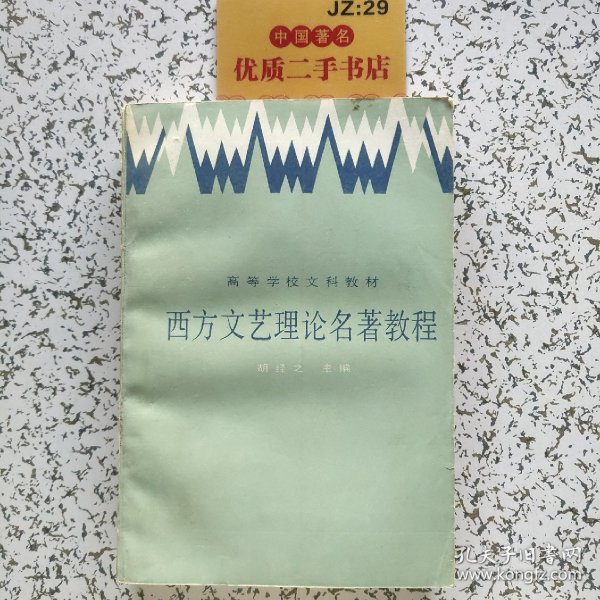 JZ:29
中国著名
优质二手书店
高等学校文科教材
西方文艺理论名著教程
胡经之 主编
孔夫子旧书网
www.kongfz.com